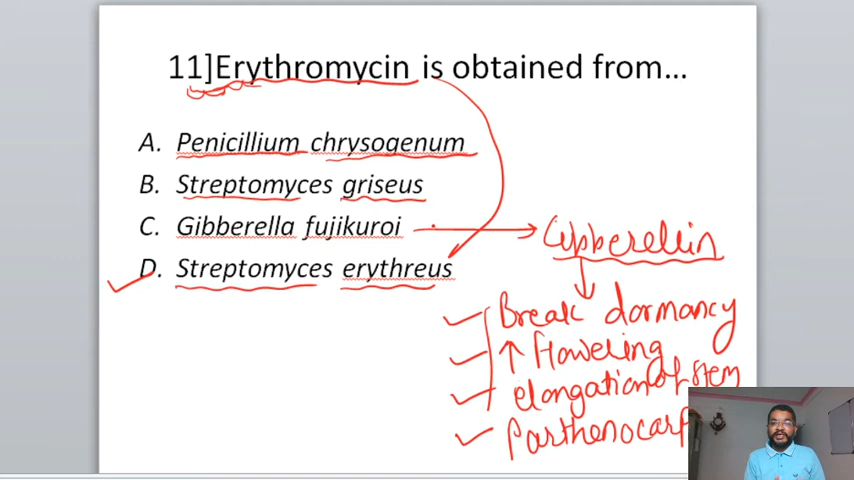 11]Erythromycin is obtained from...
A. Penicillium chrysogenum
B. Streptomyces griseus
C. Gibberella fujikuroi
D. Streptomyces erythreus
Gibberellin
Break dormancy
↑ flowering
elongation of stem
Parthenocarp